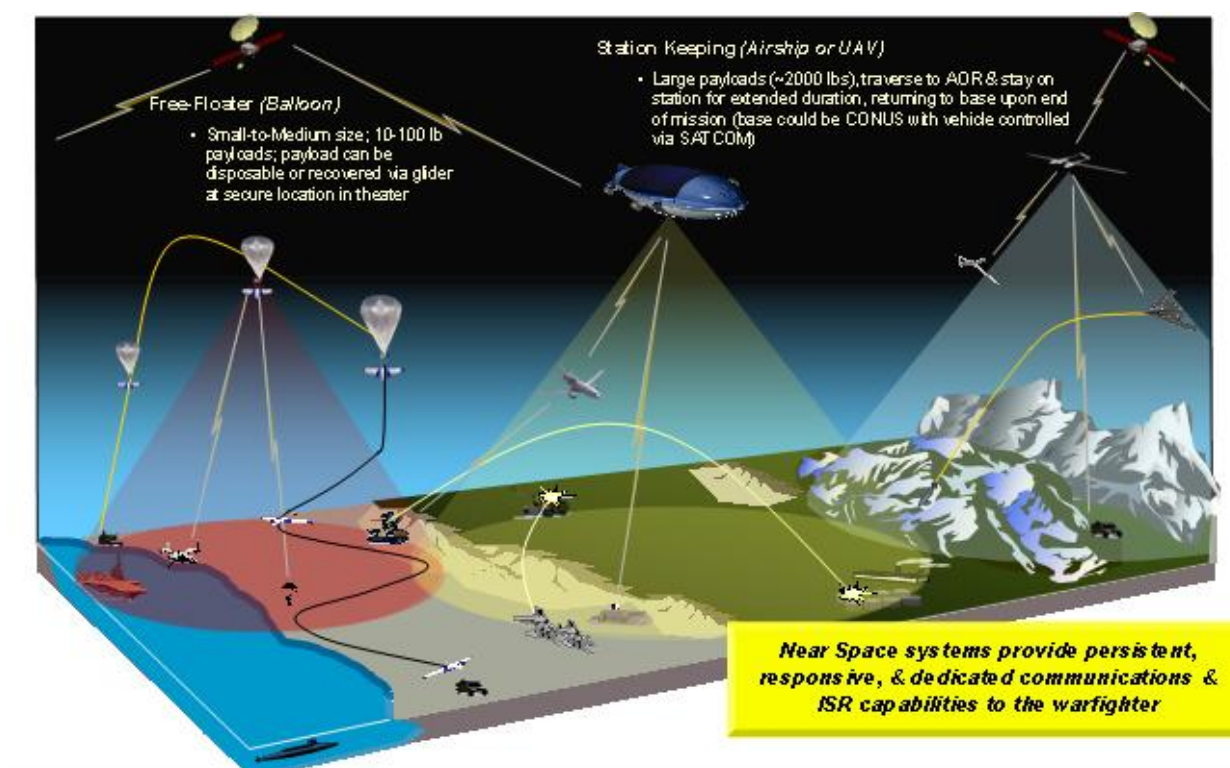 Station Keeping (Airship or UAV)
• Large payloads (~2000 lbs), traverse to AOR & stay on
station for extended duration, returning to base upon end
of mission (base could be CONUS with vehicle controlled
via SATCOM)
Free-Floater (Balloon)
• Small-to-Medium size; 10-100 lb
payloads; payload can be
disposable or recovered via glider
at secure location in theater
Near Space systems provide persistent,
responsive, & dedicated communications &
ISR capabilities to the warfighter